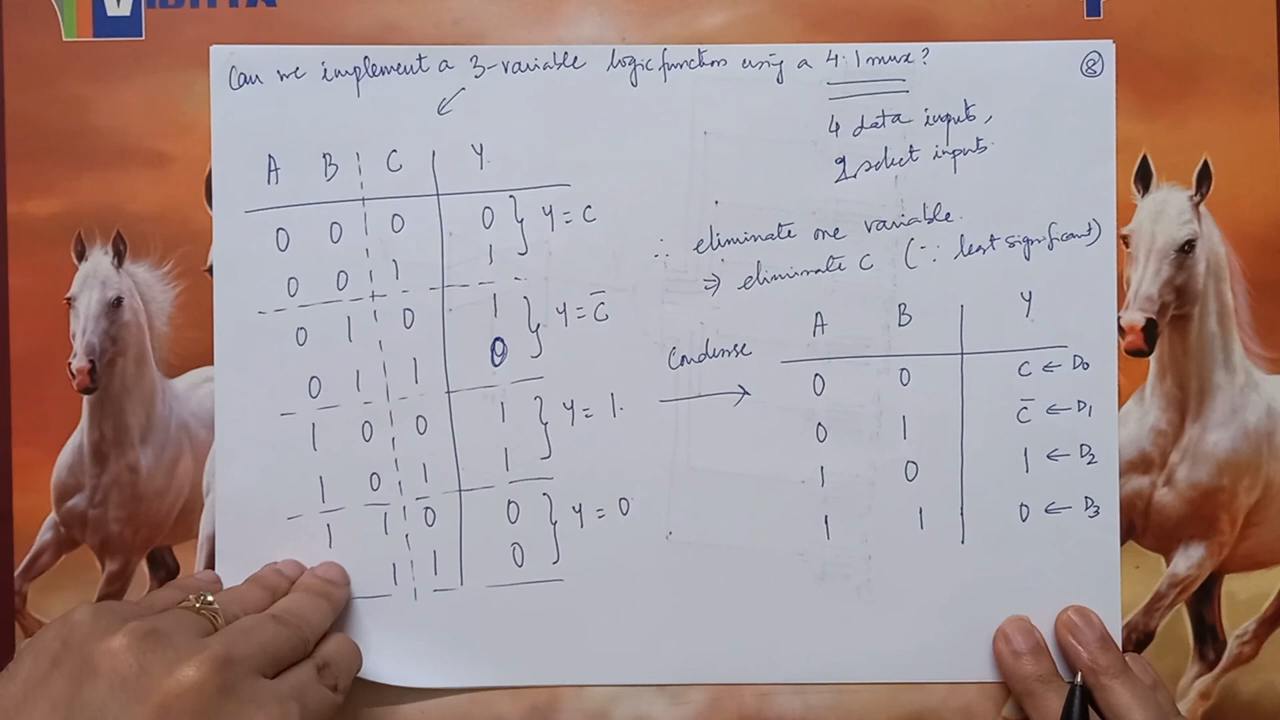 Can we implement a 3-variable logic function using a 4:1 mux?
8
4 data inputs,
2 select inputs.
∴ eliminate one variable.
⇒ eliminate C (∵ least significant)
A B C Y
0 0 0 0 } Y = C
0 0 1 1
0 1 0 1 } Y = C̅
0 1 1 0
1 0 0 1 } Y = 1.
1 0 1 1
1 1 0 0 } Y = 0
1 1 0
Condense
A B Y
0 0 C ← D0
0 1 C̅ ← D1
1 0 1 ← D2
1 1 0 ← D3